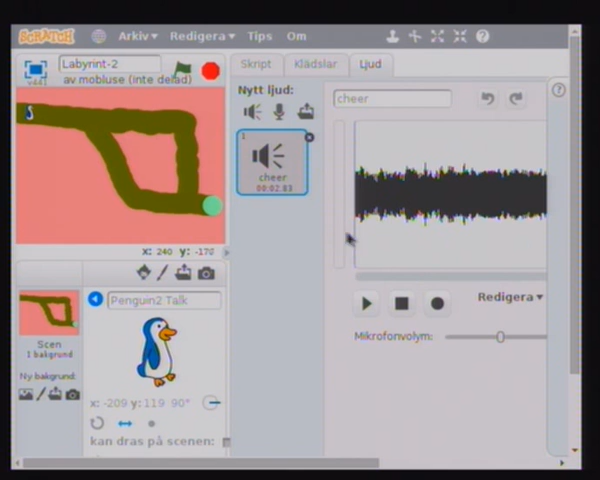 SCRATCH Arkiv Redigera Tips Om
Labyrint-2
av mobluse (inte delad)
v441
Skript Klädslar Ljud
Nytt ljud:
cheer
1
cheer
00:02.83
x: 240 y: -170
Redigera
Mikrofonvolym:
Scen
1 bakgrund
Ny bakgrund:
Penguin2 Talk
x: -209 y: 119 90°
kan dras på scenen: